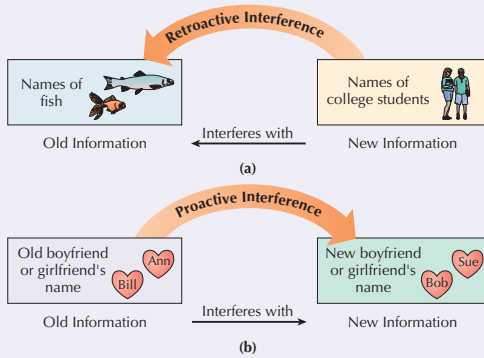 Retroactive Interference
Names of
fish
Names of
college students
Interferes with
Old Information
New Information
(a)
Proactive Interference
Old boyfriend
or girlfriend's
name
Ann
Bill
New boyfriend
or girlfriend's
name
Sue
Bob
Interferes with
Old Information
New Information
(b)